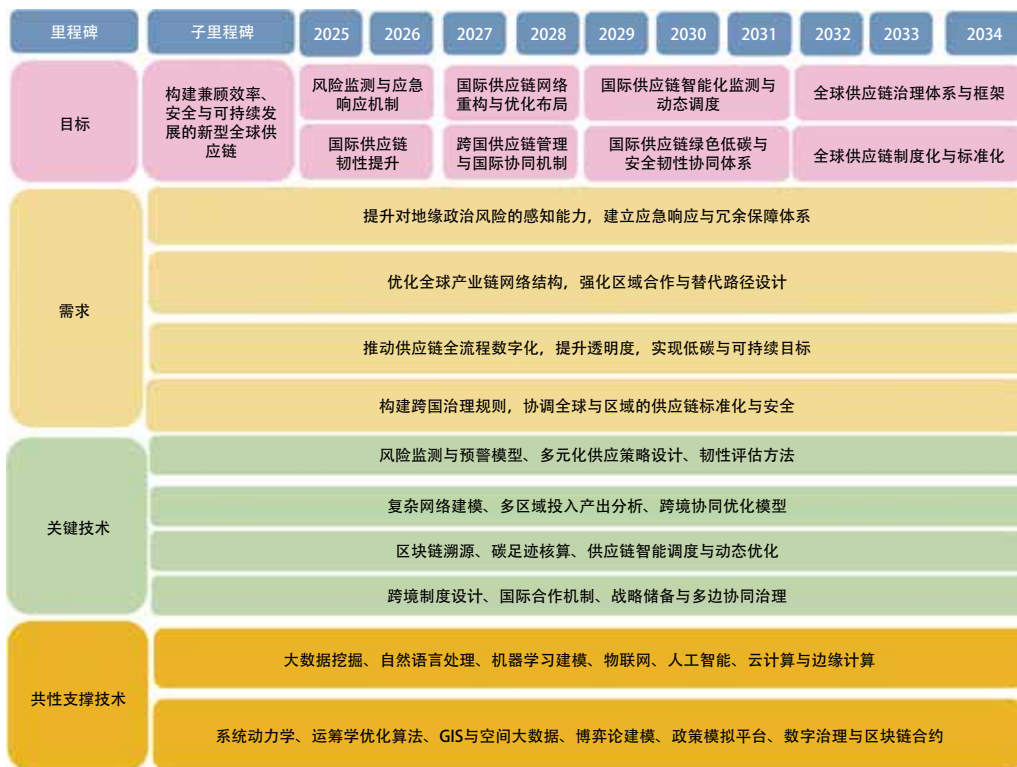 里程碑
子里程碑
2025
2026
2027
2028
2029
2030
2031
2032
2033
2034
目标
构建兼顾效率、
安全与可持续发
展的新型全球供
应链
风险监测与应急
响应机制
国际供应链网络
重构与优化布局
国际供应链智能化监测与
动态调度
全球供应链治理体系与框架
国际供应链
韧性提升
跨国供应链管理
与国际协同机制
国际供应链绿色低碳与
安全韧性协同体系
全球供应链制度化与标准化
需求
提升对地缘政治风险的感知能力，建立应急响应与冗余保障体系
优化全球产业链网络结构，强化区域合作与替代路径设计
推动供应链全流程数字化，提升透明度，实现低碳与可持续目标
构建跨国治理规则，协调全球与区域的供应链标准化与安全
关键技术
风险监测与预警模型、多元化供应策略设计、韧性评估方法
复杂网络建模、多区域投入产出分析、跨境协同优化模型
区块链溯源、碳足迹核算、供应链智能调度与动态优化
跨境制度设计、国际合作机制、战略储备与多边协同治理
共性支撑技术
大数据挖掘、自然语言处理、机器学习建模、物联网、人工智能、云计算与边缘计算
系统动力学、运筹学优化算法、GIS与空间大数据、博弈论建模、政策模拟平台、数字治理与区块链合约